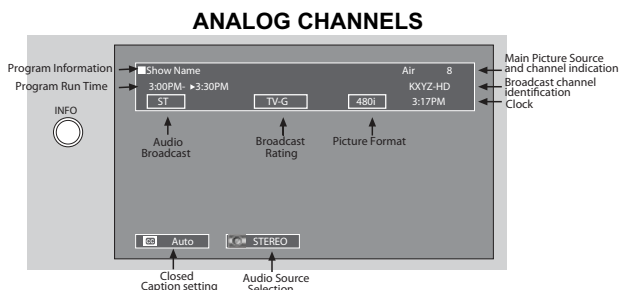 ANALOG CHANNELS
Program Information
Show Name
Air 8
Main Picture Source
and channel indication
Program Run Time
3:00PM- ▸3:30PM
KXYZ-HD
Broadcast channel
identification
INFO
ST
TV-G
480i
3:17PM
Clock
Audio
Broadcast
Broadcast
Rating
Picture Format
CC Auto
STEREO
Closed
Caption setting
Audio Source
Selection